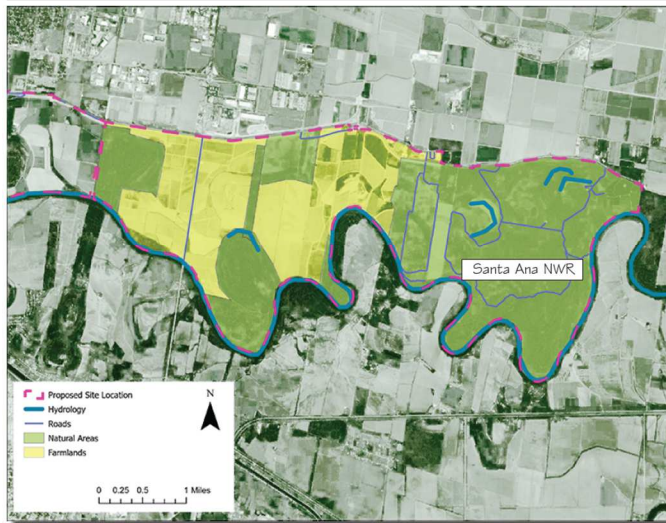 Santa Ana NWR
Proposed Site Location
Hydrology
Roads
Natural Areas
Farmlands
N
0 0.25 0.5 1 Miles